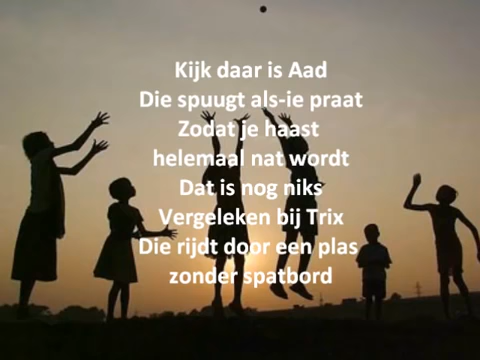 Kijk daar is Aad
Die spuugt als-ie praat
Zodat je haast
helemaal nat wordt
Dat is nog niks
Vergeleken bij Trix
Die rijdt door een plas
zonder spatbord